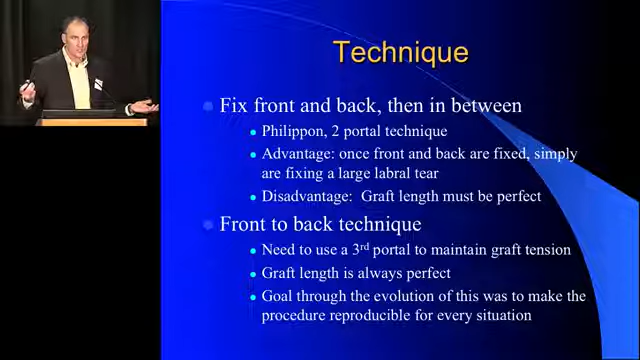 Technique
Fix front and back, then in between
Philippon, 2 portal technique
Advantage: once front and back are fixed, simply
are fixing a large labral tear
Disadvantage: Graft length must be perfect
Front to back technique
Need to use a 3rd portal to maintain graft tension
Graft length is always perfect
Goal through the evolution of this was to make the
procedure reproducible for every situation